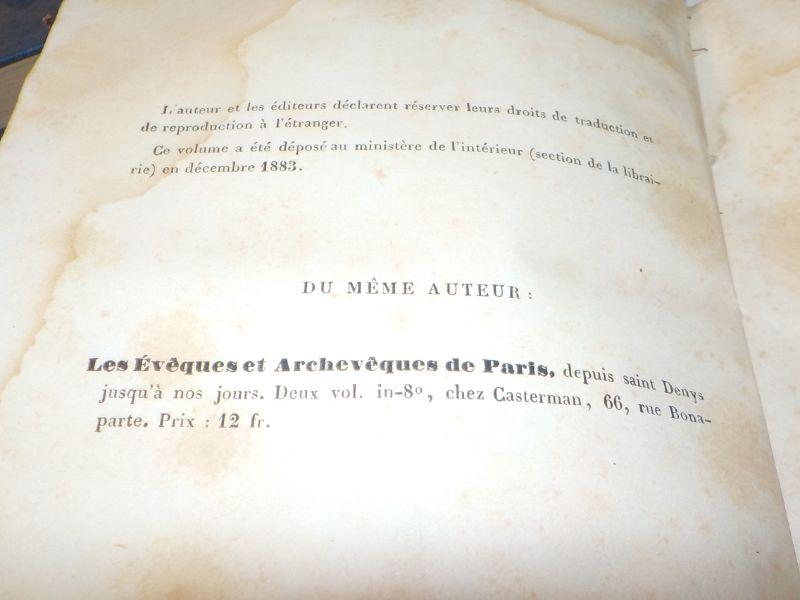 L'auteur et les éditeurs déclarent réserver leurs droits de traduction et
de reproduction à l'étranger.
Ce volume a été déposé au ministère de l'intérieur (section de la librai-
rie) en décembre 1883.
DU MÊME AUTEUR :
Les Évêques et Archevêques de Paris, depuis saint Denys
jusqu'à nos jours. Deux vol. in-8º, chez Casterman, 66, rue Bona-
parte. Prix : 12 fr.